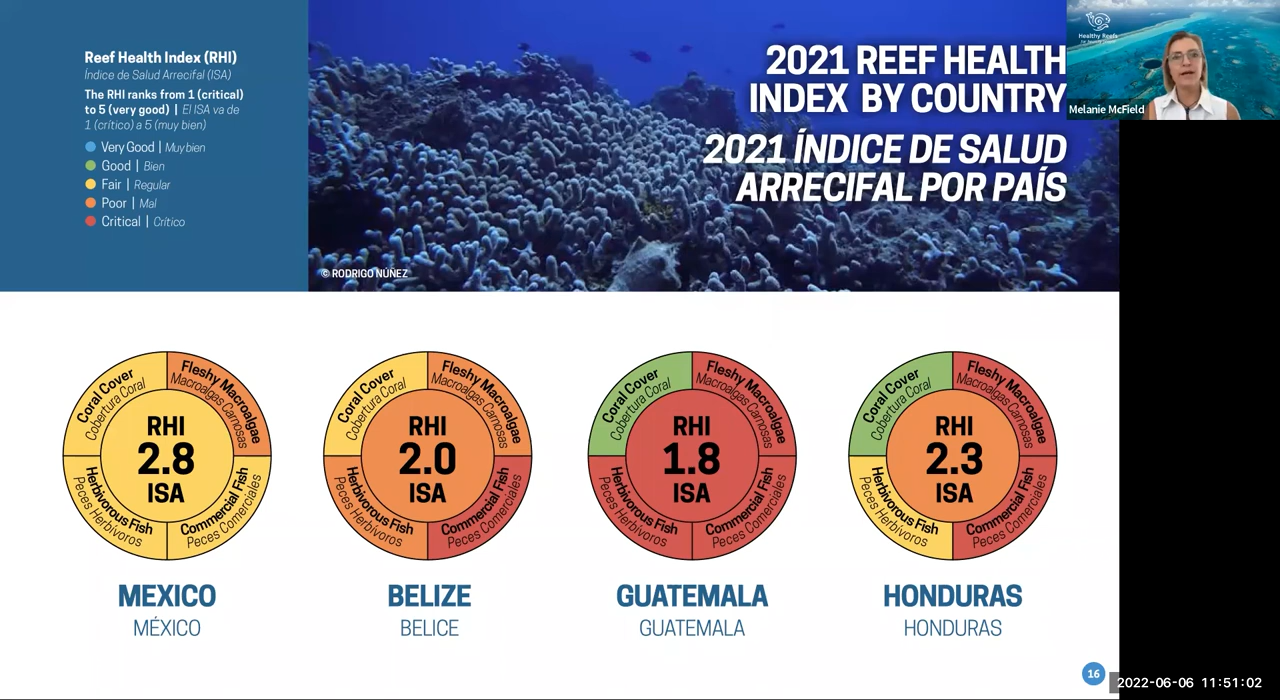 Reef Health Index (RHI)
Índice de Salud Arrecifal (ISA)
The RHI ranks from 1 (critical)
to 5 (very good) | El ISA va de
1 (crítico) a 5 (muy bien)
Very Good | Muy bien
Good | Bien
Fair | Regular
Poor | Mal
Critical | Crítico
2021 REEF HEALTH
INDEX BY COUNTRY
2021 ÍNDICE DE SALUD
ARRECIFAL POR PAÍS
© RODRIGO NÚÑEZ
Healthy Reefs
Melanie McField
Coral Cover
Cobertura Coral
Fleshy Macroalgae
Macroalgas Carnosas
Herbivorous Fish
Peces Herbívoros
Commercial Fish
Peces Comerciales
RHI
2.8
ISA
MEXICO
MÉXICO
Coral Cover
Cobertura Coral
Fleshy Macroalgae
Macroalgas Carnosas
Herbivorous Fish
Peces Herbívoros
Commercial Fish
Peces Comerciales
RHI
2.0
ISA
BELIZE
BELICE
Coral Cover
Cobertura Coral
Fleshy Macroalgae
Macroalgas Carnosas
Herbivorous Fish
Peces Herbívoros
Commercial Fish
Peces Comerciales
RHI
1.8
ISA
GUATEMALA
GUATEMALA
Coral Cover
Cobertura Coral
Fleshy Macroalgae
Macroalgas Carnosas
Herbivorous Fish
Peces Herbívoros
Commercial Fish
Peces Comerciales
RHI
2.3
ISA
HONDURAS
HONDURAS
16
2022-06-06 11:51:02